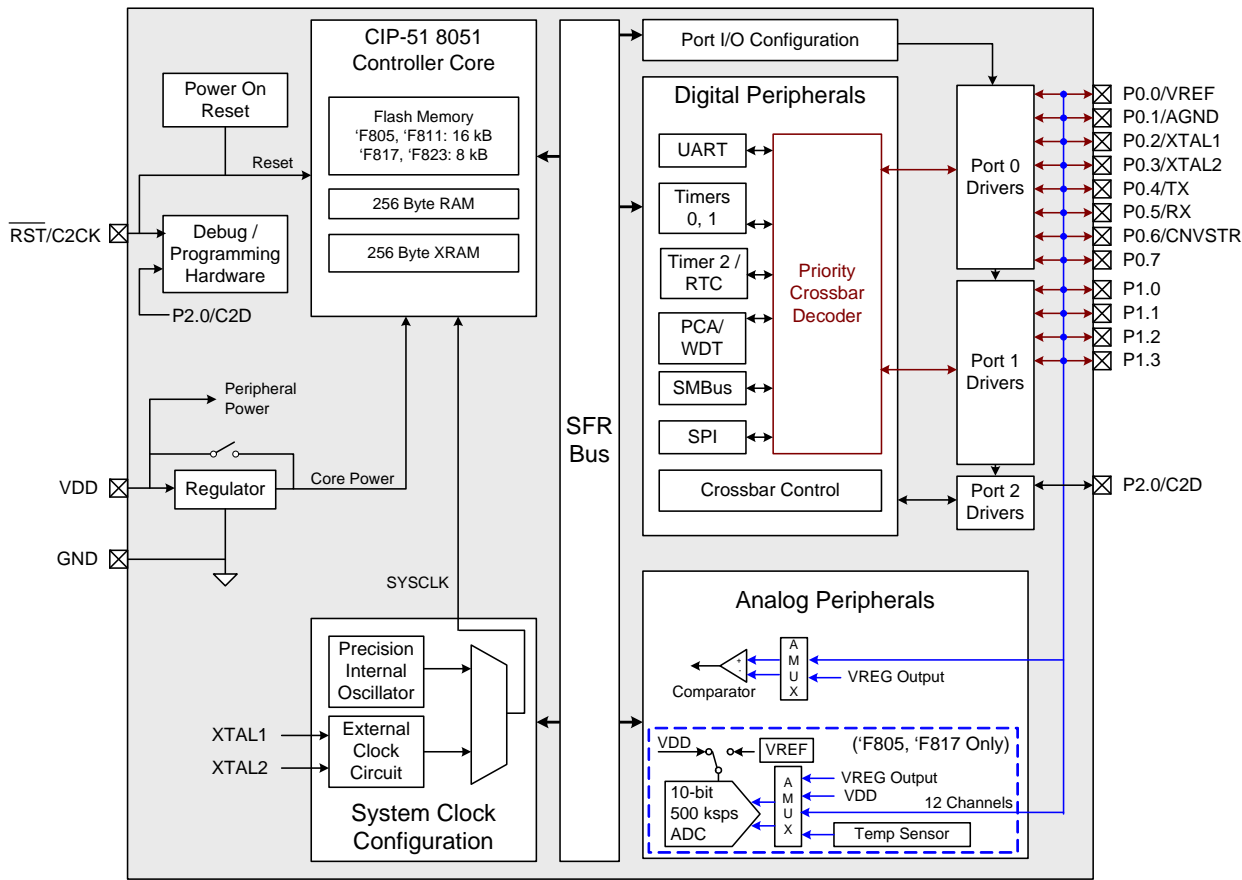 CIP-51 8051
Controller Core
Flash Memory
‘F805, ‘F811: 16 kB
‘F817, ‘F823: 8 kB
256 Byte RAM
256 Byte XRAM
Power On
Reset
Reset
RST/C2CK
Debug /
Programming
Hardware
P2.0/C2D
Peripheral
Power
VDD
Regulator
Core Power
GND
SYSCLK
Precision
Internal
Oscillator
XTAL1
XTAL2
External
Clock
Circuit
System Clock
Configuration
SFR
Bus
Port I/O Configuration
Digital Peripherals
UART
Timers
0, 1
Timer 2 /
RTC
PCA/
WDT
SMBus
SPI
Priority
Crossbar
Decoder
Crossbar Control
Port 0
Drivers
Port 1
Drivers
Port 2
Drivers
P0.0/VREF
P0.1/AGND
P0.2/XTAL1
P0.3/XTAL2
P0.4/TX
P0.5/RX
P0.6/CNVSTR
P0.7
P1.0
P1.1
P1.2
P1.3
P2.0/C2D
Analog Peripherals
+
-
Comparator
A
M
U
X
VREG Output
(‘F805, ‘F817 Only)
VDD
VREF
10-bit
500 ksps
ADC
A
M
U
X
VREG Output
VDD
12 Channels
Temp Sensor